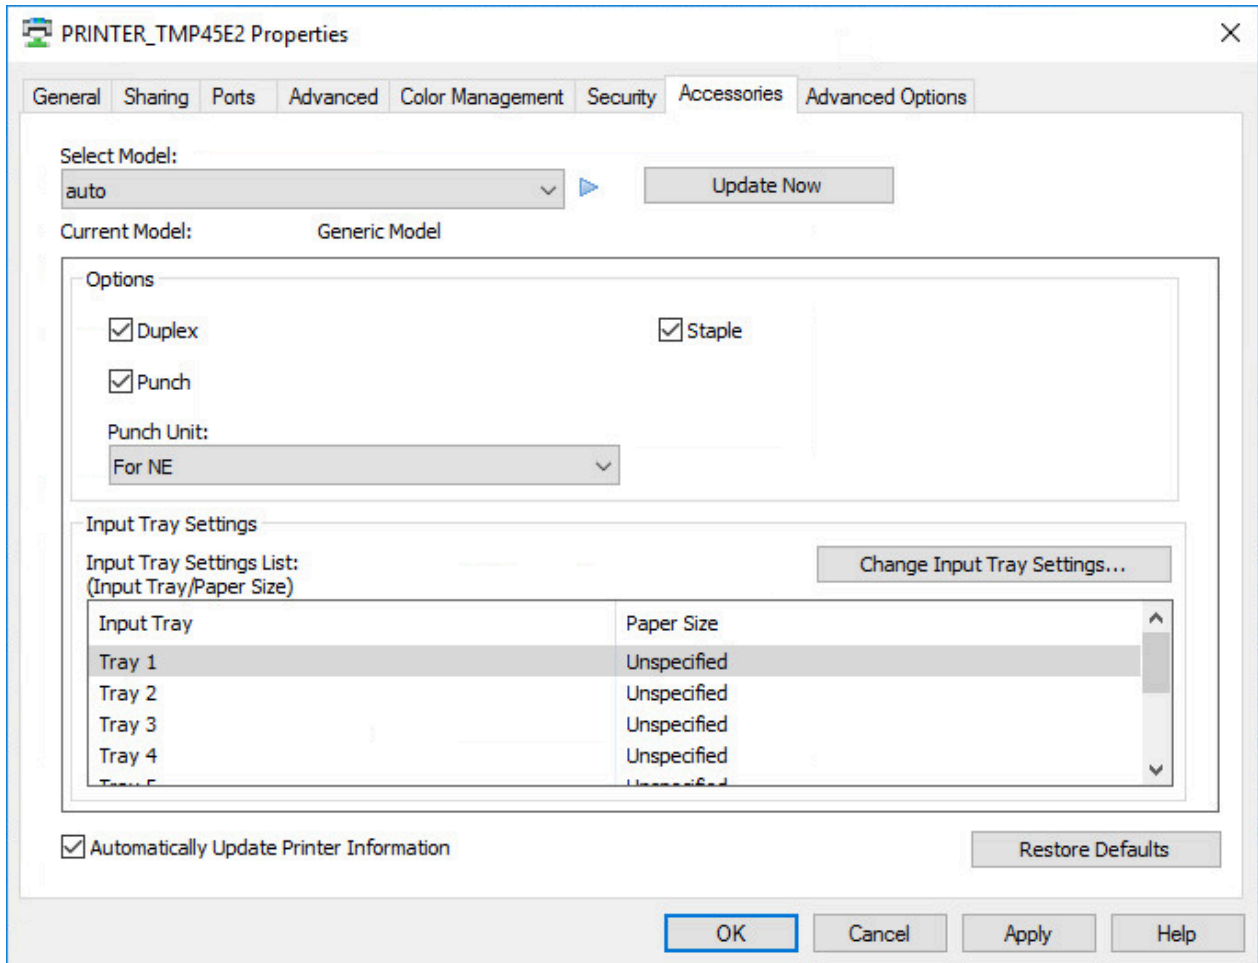 PRINTER_TMP45E2 Properties
General Sharing Ports Advanced Color Management Security Accessories Advanced Options
Select Model:
auto
Update Now
Current Model: Generic Model
Options
Duplex
Staple
Punch
Punch Unit:
For NE
Input Tray Settings
Input Tray Settings List:
(Input Tray/Paper Size)
Change Input Tray Settings...
Input Tray Paper Size
Tray 1 Unspecified
Tray 2 Unspecified
Tray 3 Unspecified
Tray 4 Unspecified
Tray 5 Unspecified
Automatically Update Printer Information
Restore Defaults
OK Cancel Apply Help